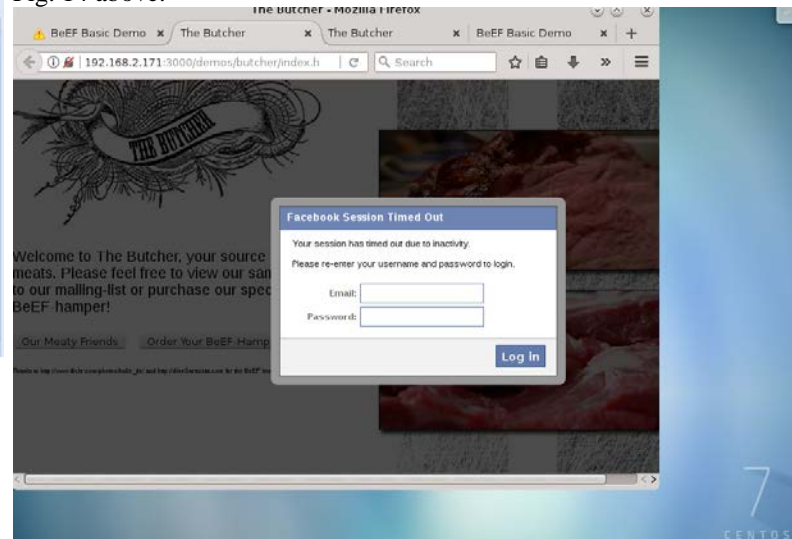 Fig. 14 above.
The Butcher - Mozilla Firefox
BeEF Basic Demo
The Butcher
The Butcher
BeEF Basic Demo
192.168.2.171:3000/demos/butcher/index.h
Search
THE BUTCHER
Facebook Session Timed Out
Your session has timed out due to inactivity.
Please re-enter your username and password to login.
Email:
Password:
Log in
Welcome to The Butcher, your source
meats. Please feel free to view our sam
to our mailing-list or purchase our spec
BeEF-hamper!
Our Meaty Friends
Order Your BeEF-Hamp
7
CENTOS